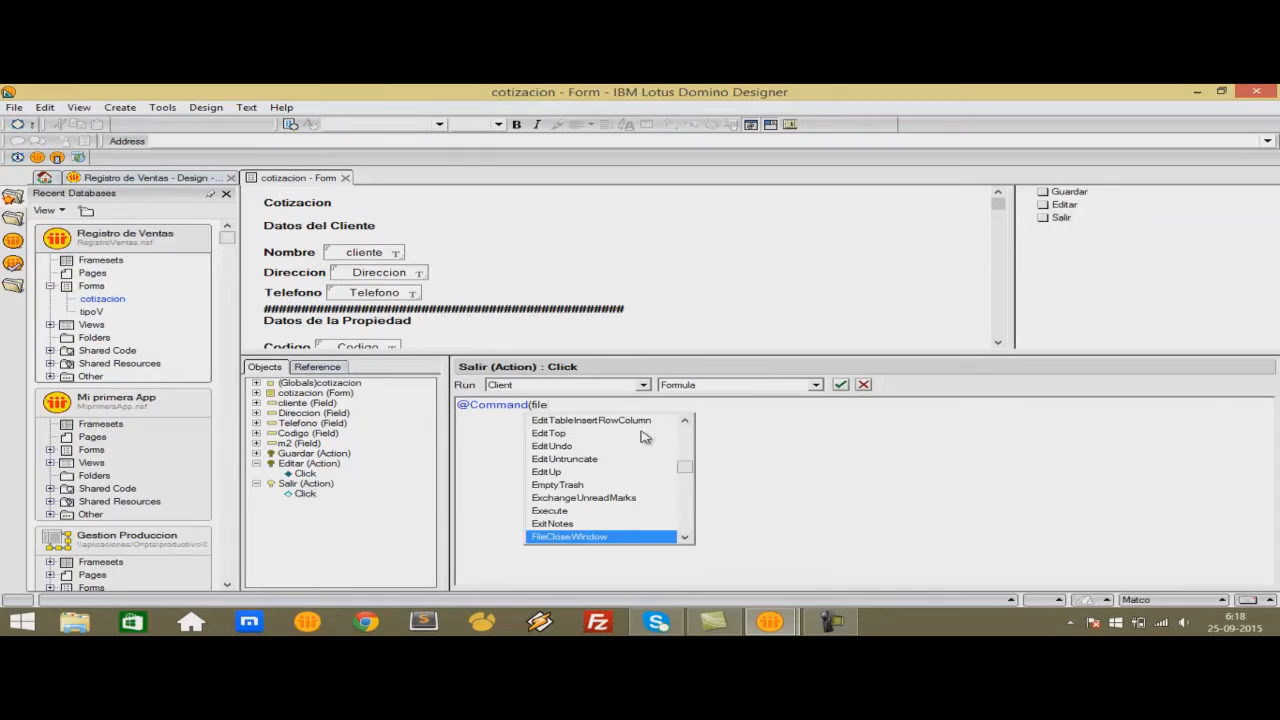 cotizacion - Form - IBM Lotus Domino Designer
File Edit View Create Tools Design Text Help
B I
Address
Registro de Ventas - Design -...
cotizacion - Form
Recent Databases
View
Registro de Ventas
RegistroVentas.nsf
Framesets
Pages
Forms
cotizacion
tipoV
Views
Folders
Shared Code
Shared Resources
Other
Mi primera App
MiprimeraApp.nsf
Framesets
Pages
Forms
Views
Folders
Shared Code
Shared Resources
Other
Gestion Produccion
Framesets
Pages
Forms
Cotizacion
Datos del Cliente
Nombre cliente T
Direccion Direccion T
Telefono Telefono T
Datos de la Propiedad
Codigo Codigo T
Guardar
Editar
Salir
Objects Reference
(Globals)cotizacion
cotizacion (Form)
cliente (Field)
Direccion (Field)
Telefono (Field)
Codigo (Field)
m2 (Field)
Guardar (Action)
Editar (Action)
Click
Salir (Action)
Click
Salir (Action) : Click
Run Client Formula
@Command(file
EditTableInsertRowColumn
EditTop
EditUndo
EditUntruncate
EditUp
EmptyTrash
ExchangeUnreadMarks
Execute
ExitNotes
FileCloseWindow
Matco
6:18
25-09-2015